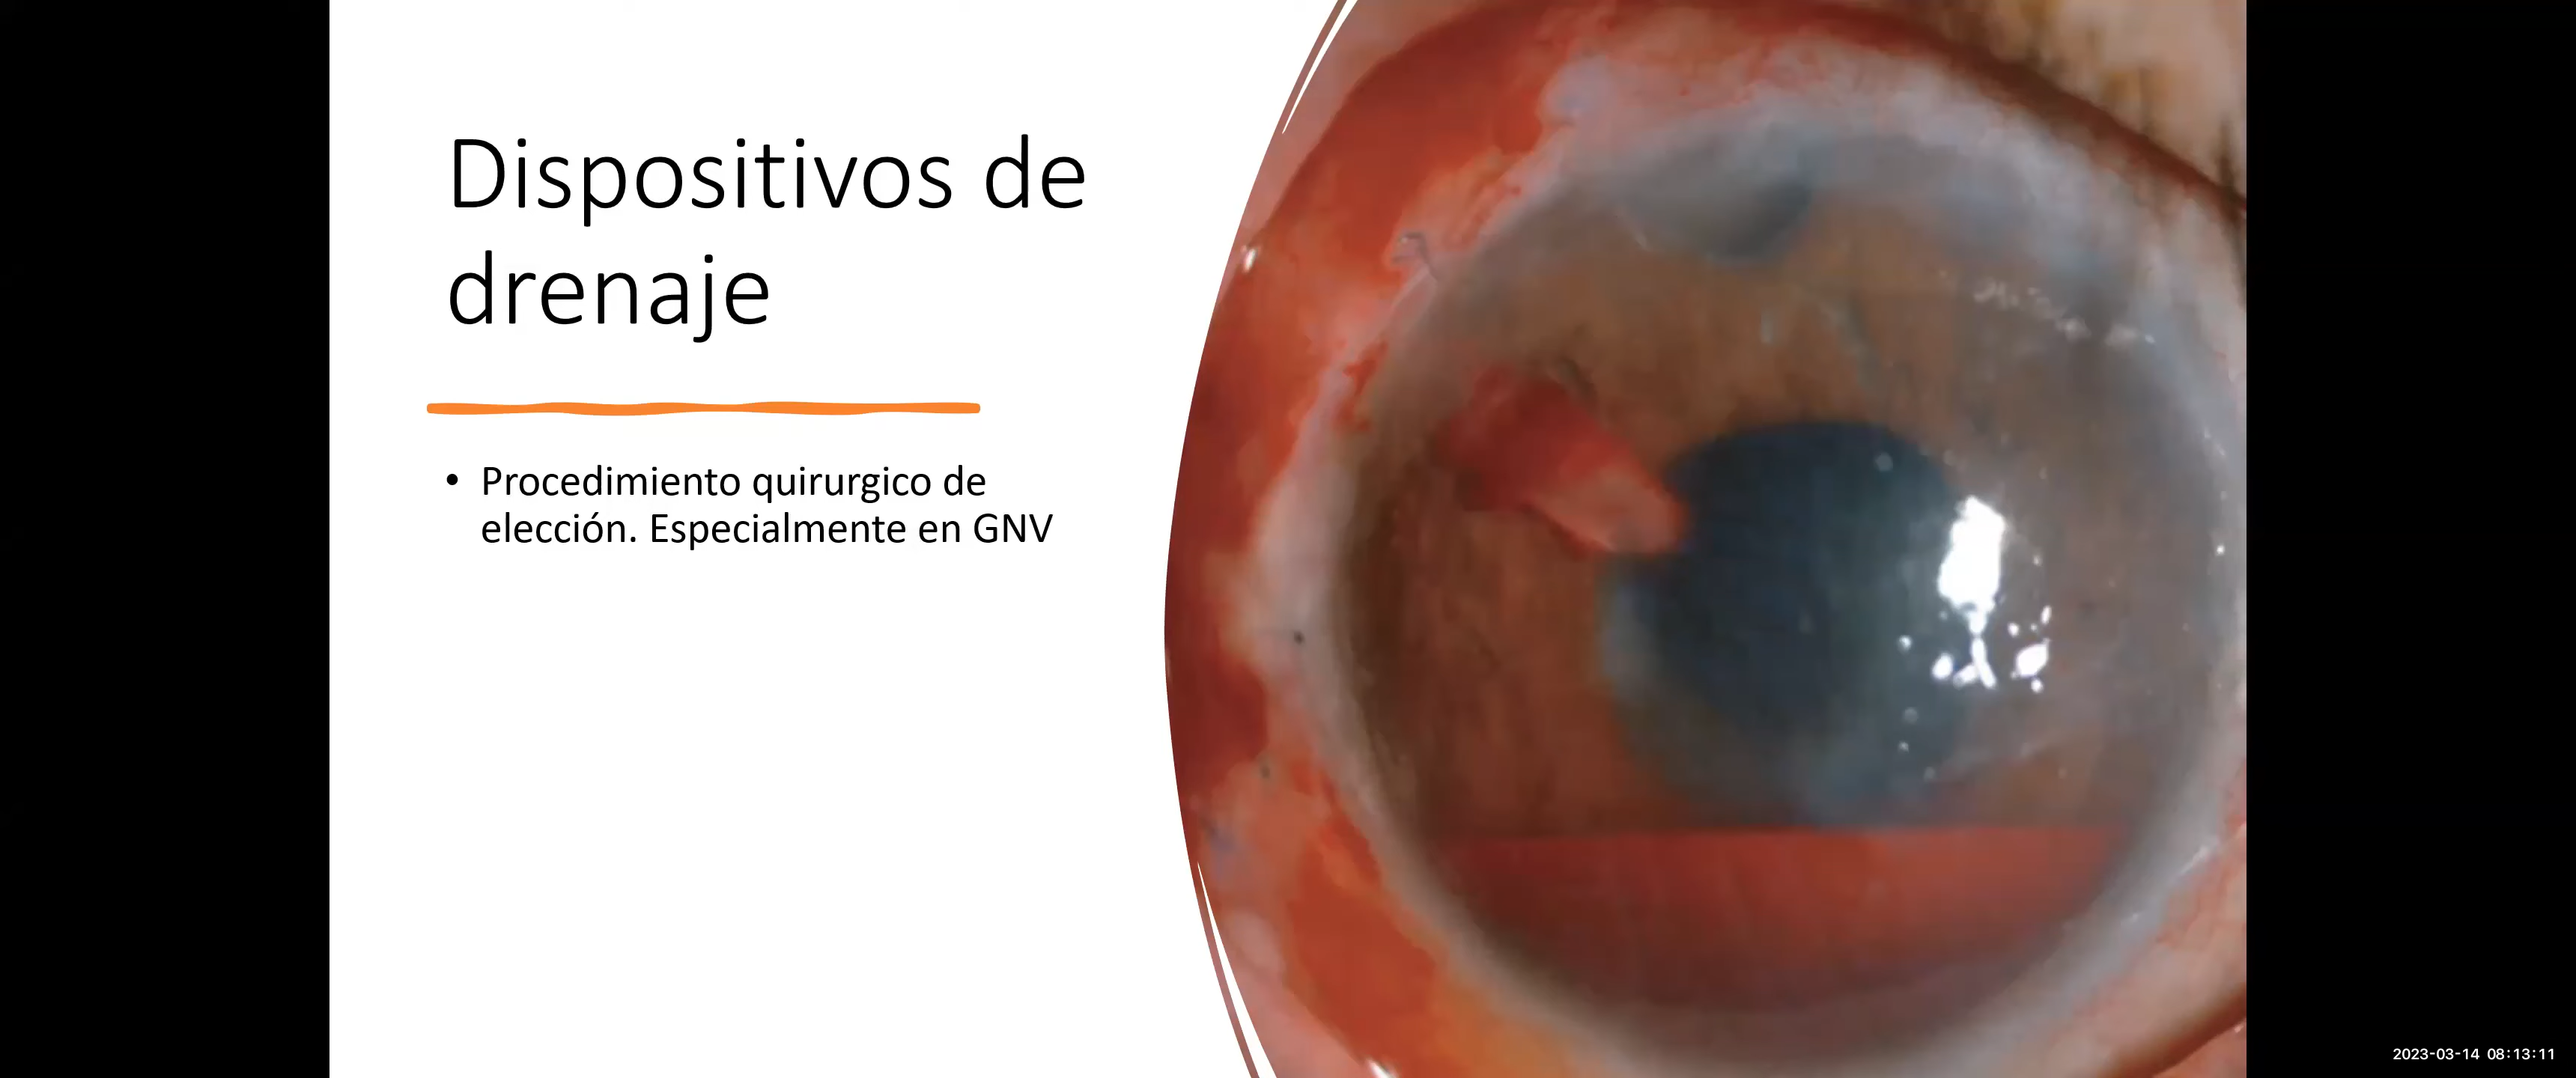 Dispositivos de
drenaje
• Procedimiento quirurgico de
elección. Especialmente en GNV
2023-03-14 08:13:11